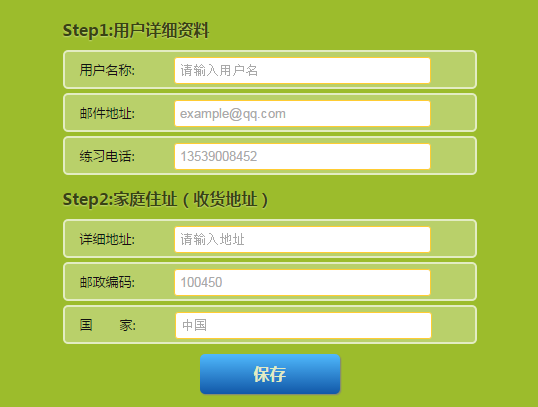 Step1:用户详细资料
用户名称: 请输入用户名
邮件地址: example@qq.com
练习电话: 13539008452
Step2:家庭住址（收货地址）
详细地址: 请输入地址
邮政编码: 100450
国　　家: 中国
保存